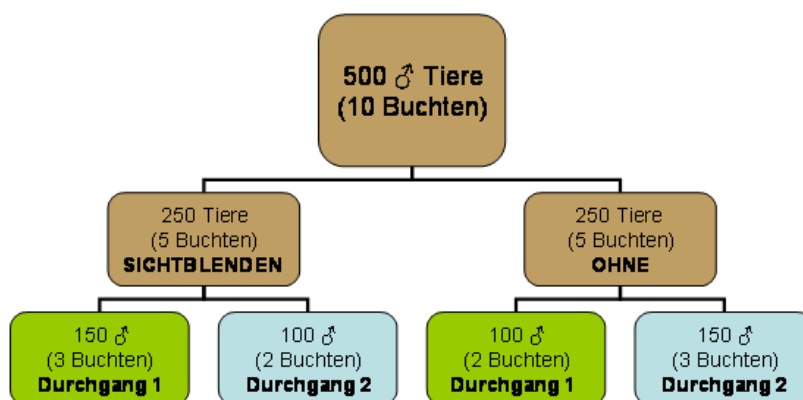 500 ♂ Tiere
(10 Buchten)
250 Tiere
(5 Buchten)
SICHTBLENDEN
250 Tiere
(5 Buchten)
OHNE
150 ♂
(3 Buchten)
Durchgang 1
100 ♂
(2 Buchten)
Durchgang 2
100 ♂
(2 Buchten)
Durchgang 1
150 ♂
(3 Buchten)
Durchgang 2